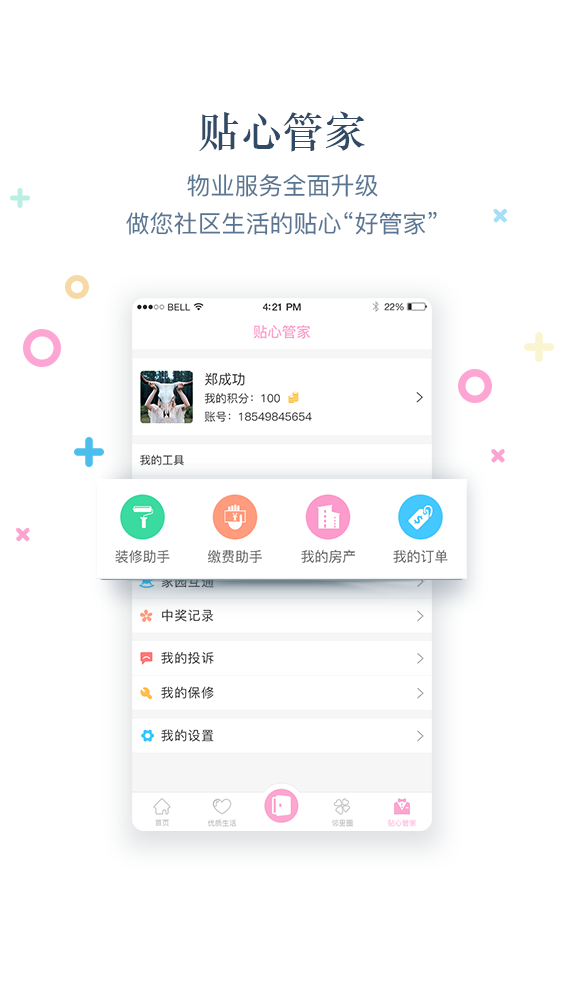 贴心管家
物业服务全面升级
做您社区生活的贴心“好管家”
BELL 4:21 PM 22%
贴心管家
郑成功
我的积分：100
账号：18549845654
我的工具
装修助手 缴费助手 我的房产 我的订单
家园互通
中奖记录
我的投诉
我的保修
我的设置
首页 优质生活 邻里圈 贴心管家